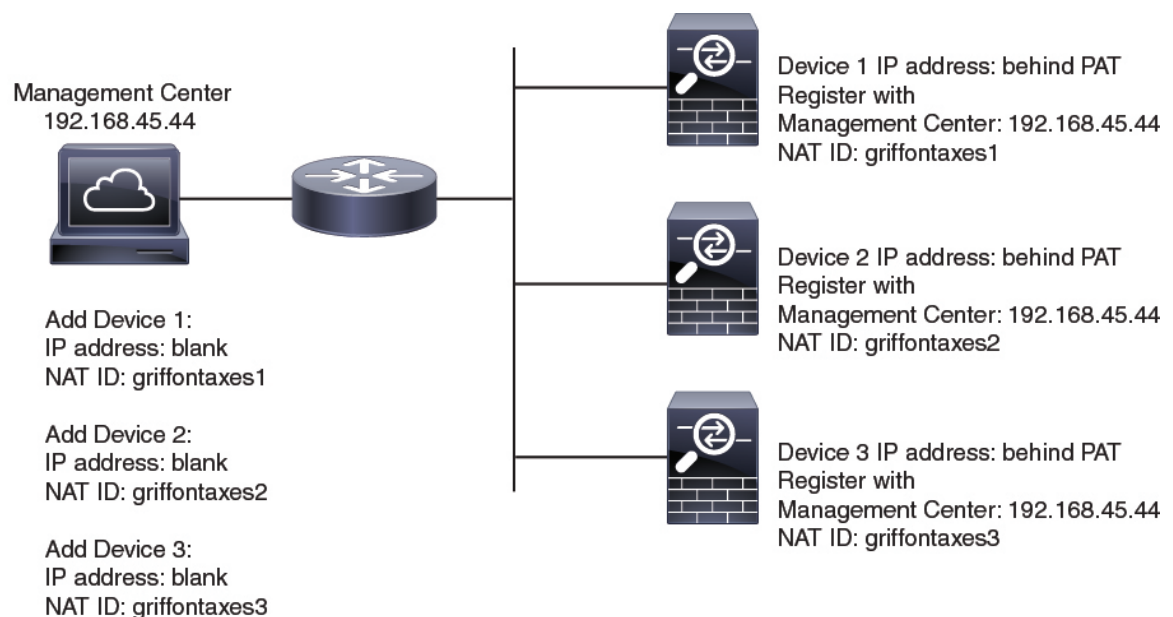 Management Center
192.168.45.44
Add Device 1:
IP address: blank
NAT ID: griffontaxes1
Add Device 2:
IP address: blank
NAT ID: griffontaxes2
Add Device 3:
IP address: blank
NAT ID: griffontaxes3
Device 1 IP address: behind PAT
Register with
Management Center: 192.168.45.44
NAT ID: griffontaxes1
Device 2 IP address: behind PAT
Register with
Management Center: 192.168.45.44
NAT ID: griffontaxes2
Device 3 IP address: behind PAT
Register with
Management Center: 192.168.45.44
NAT ID: griffontaxes3